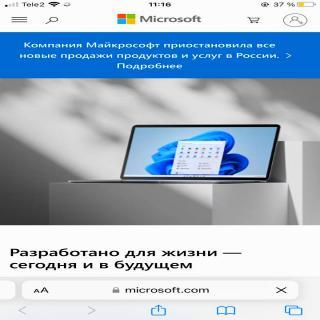 Tele2
11:16
37 %
Microsoft
Компания Майкрософт приостановила все
новые продажи продуктов и услуг в России.
Подробнее
Разработано для жизни —
сегодня и в будущем
AA
microsoft.com